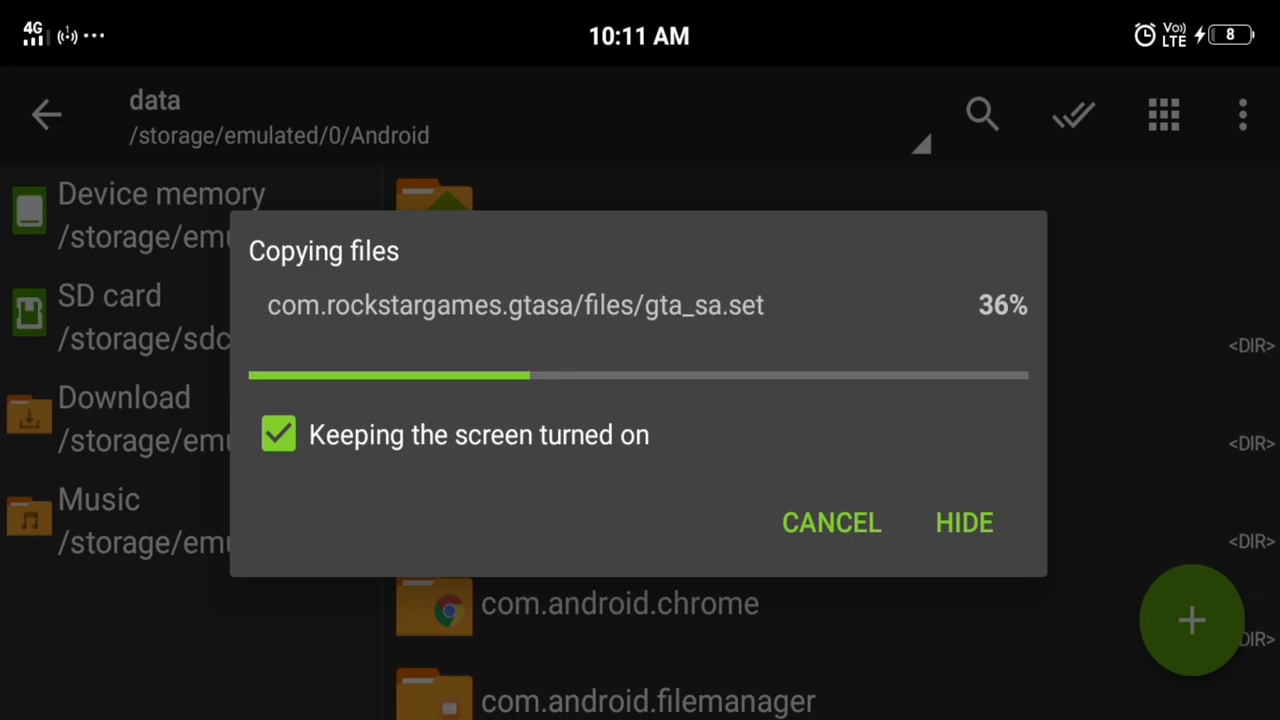 4G
10:11 AM
Vo))
LTE
8
data
/storage/emulated/0/Android
Device memory
/storage/emu
SD card
/storage/sdc
Download
/storage/emu
Music
/storage/emu
Copying files
com.rockstargames.gtasa/files/gta_sa.set 36%
Keeping the screen turned on
CANCEL HIDE
<DIR>
<DIR>
<DIR>
com.android.chrome
DIR>
com.android.filemanager